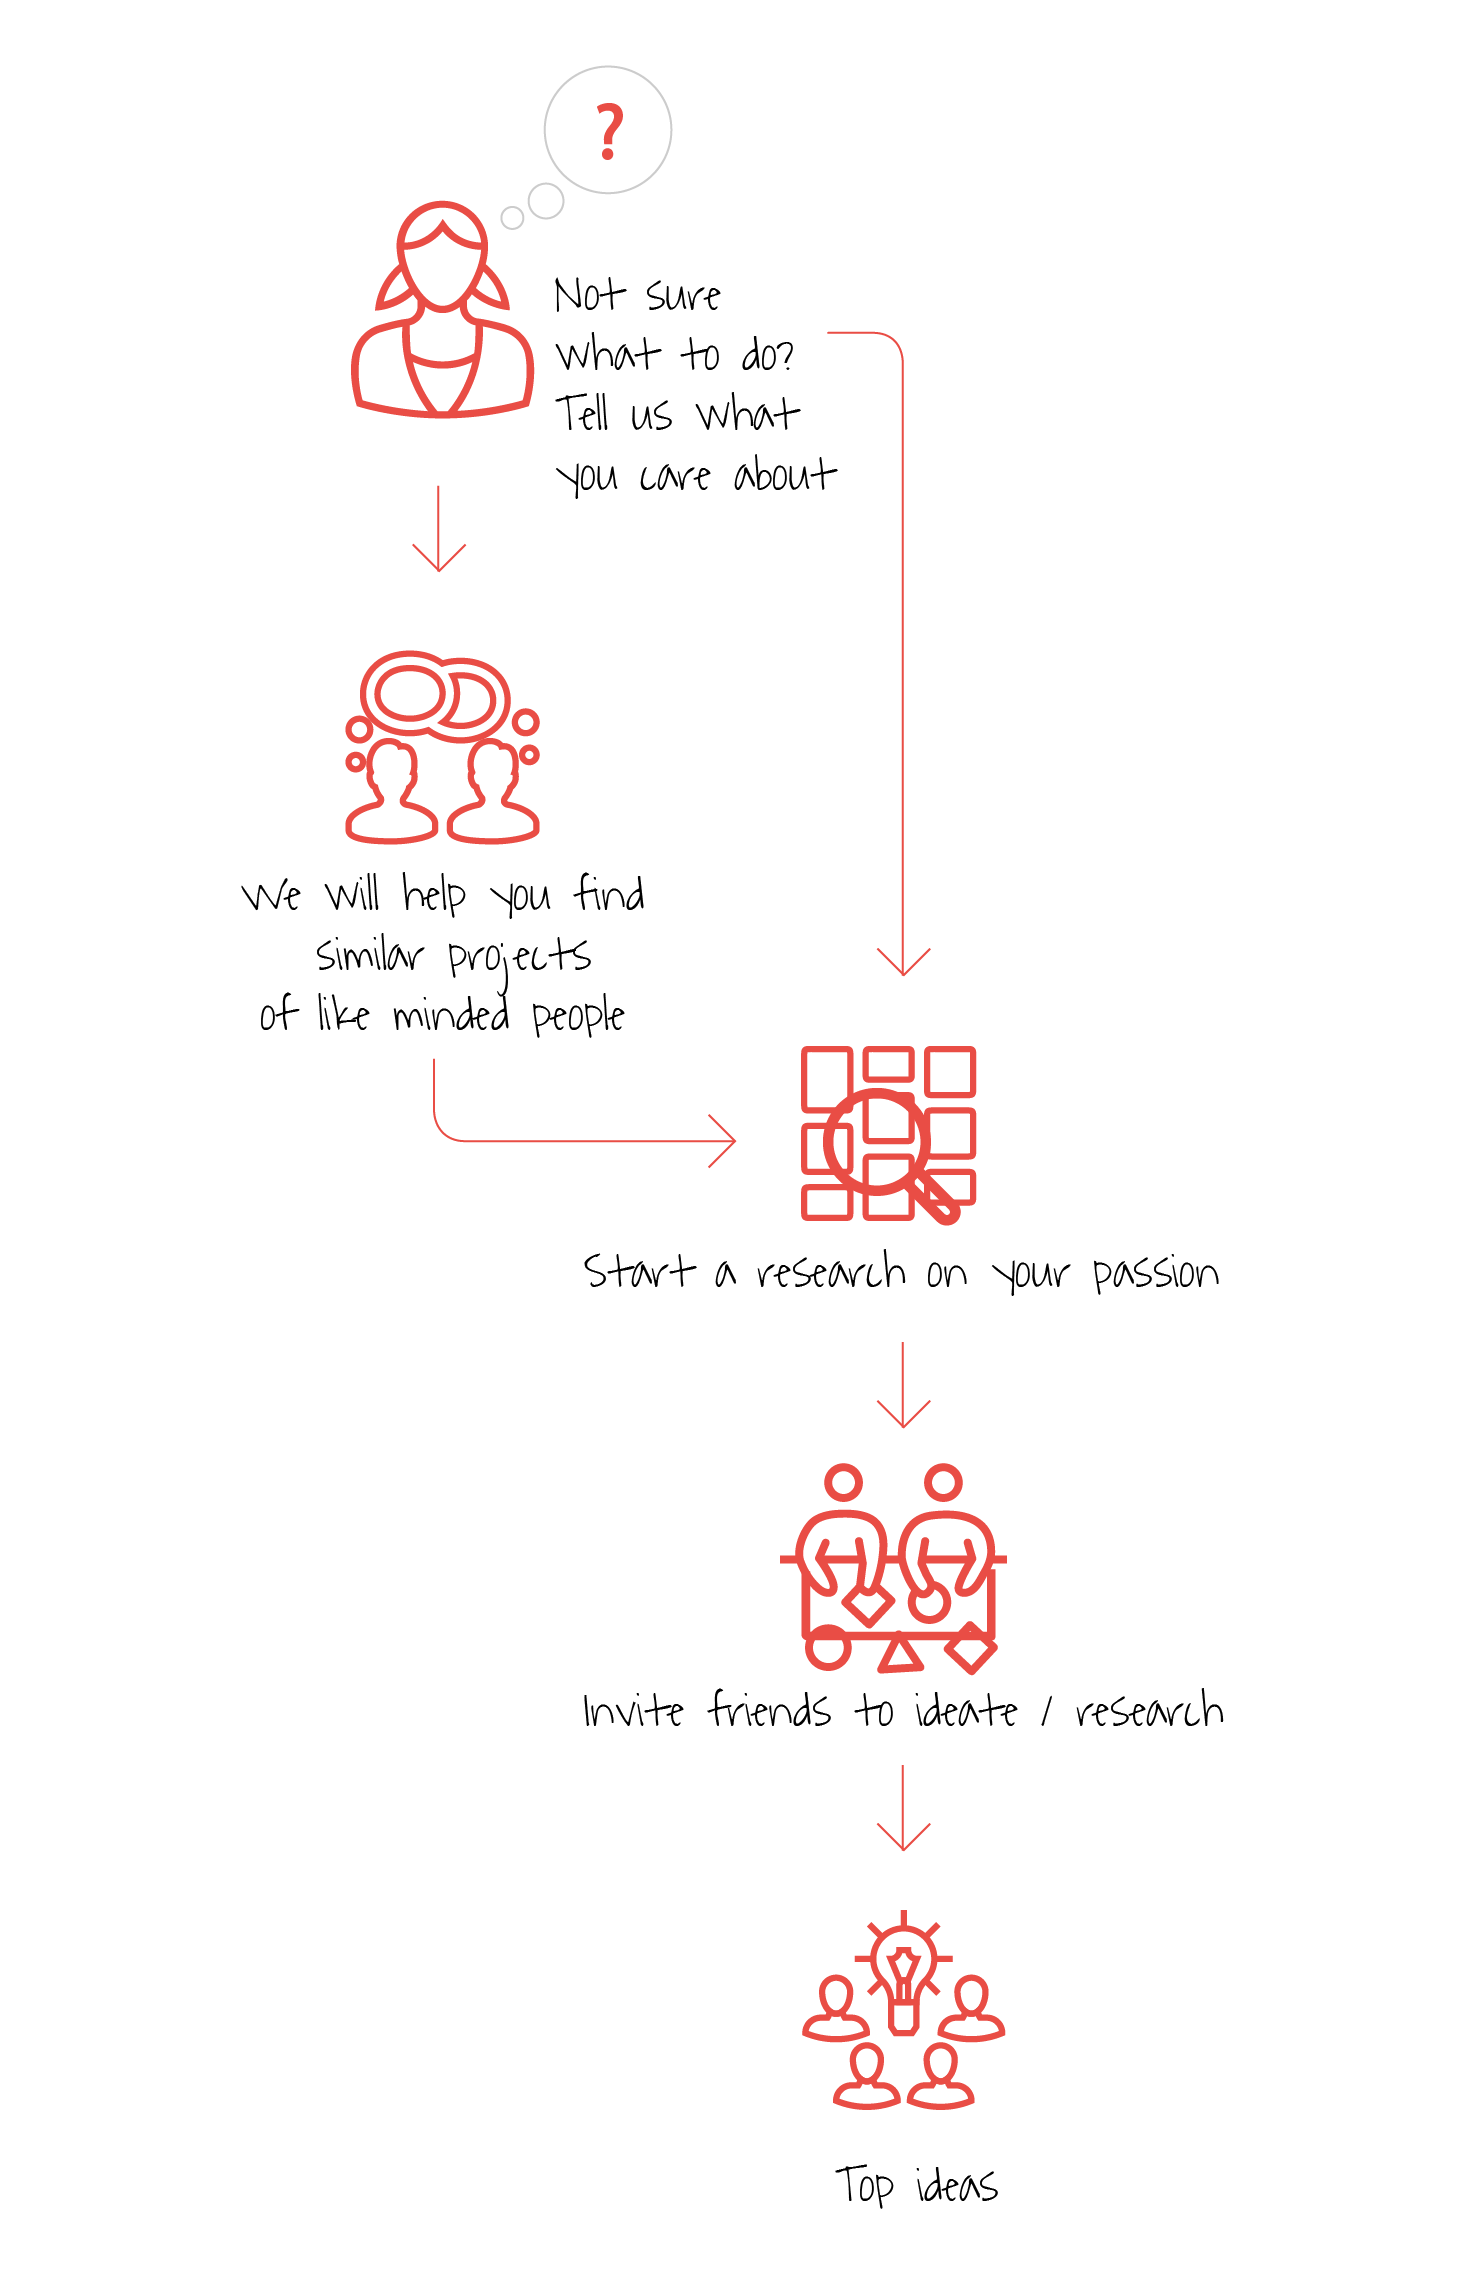 ?
Not sure
What to do?
Tell us what
you care about
We will help you find
similar projects
of like minded people
Start a research on your passion
Invite friends to ideate / research
Top ideas